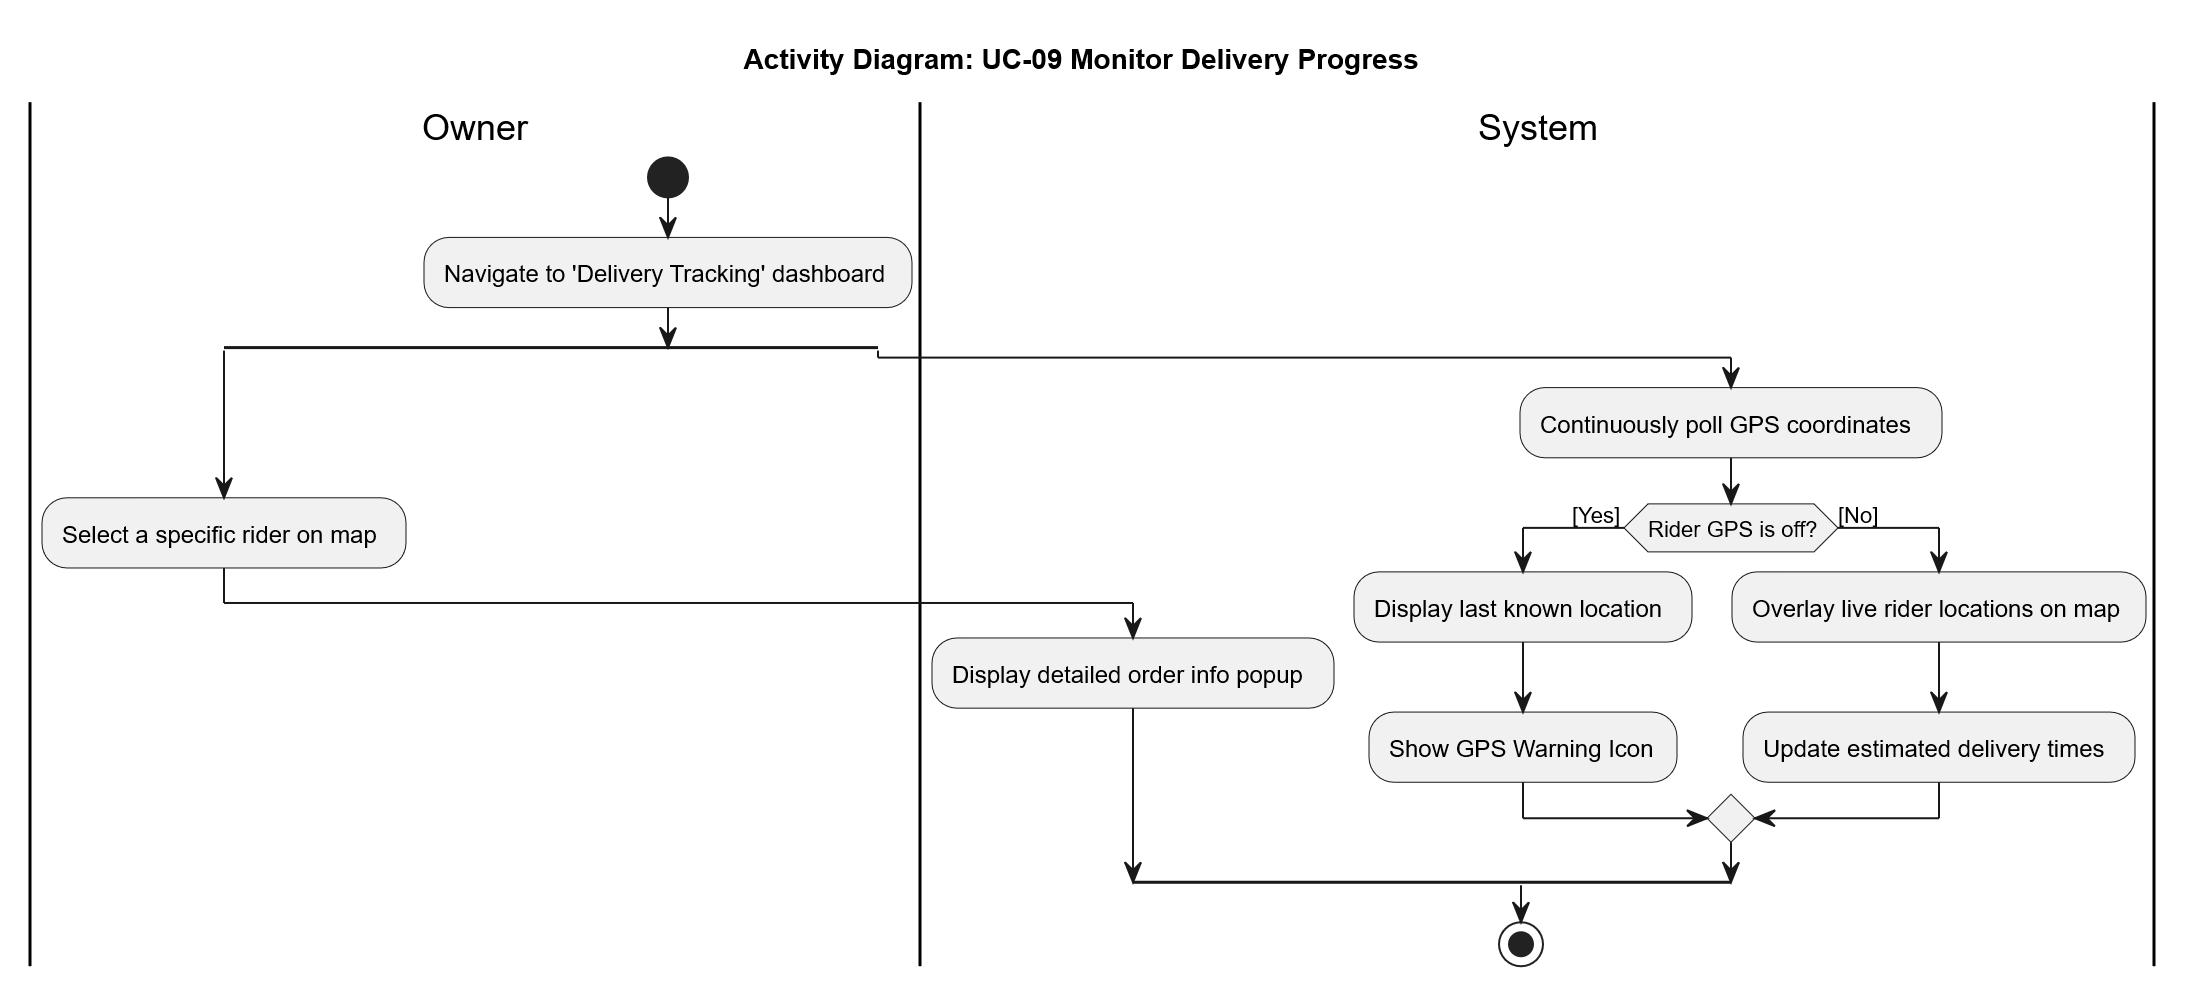 Activity Diagram: UC-09 Monitor Delivery Progress
Owner
System
Navigate to 'Delivery Tracking' dashboard
Continuously poll GPS coordinates
Select a specific rider on map
[Yes]
Rider GPS is off?
[No]
Display last known location
Overlay live rider locations on map
Display detailed order info popup
Show GPS Warning Icon
Update estimated delivery times